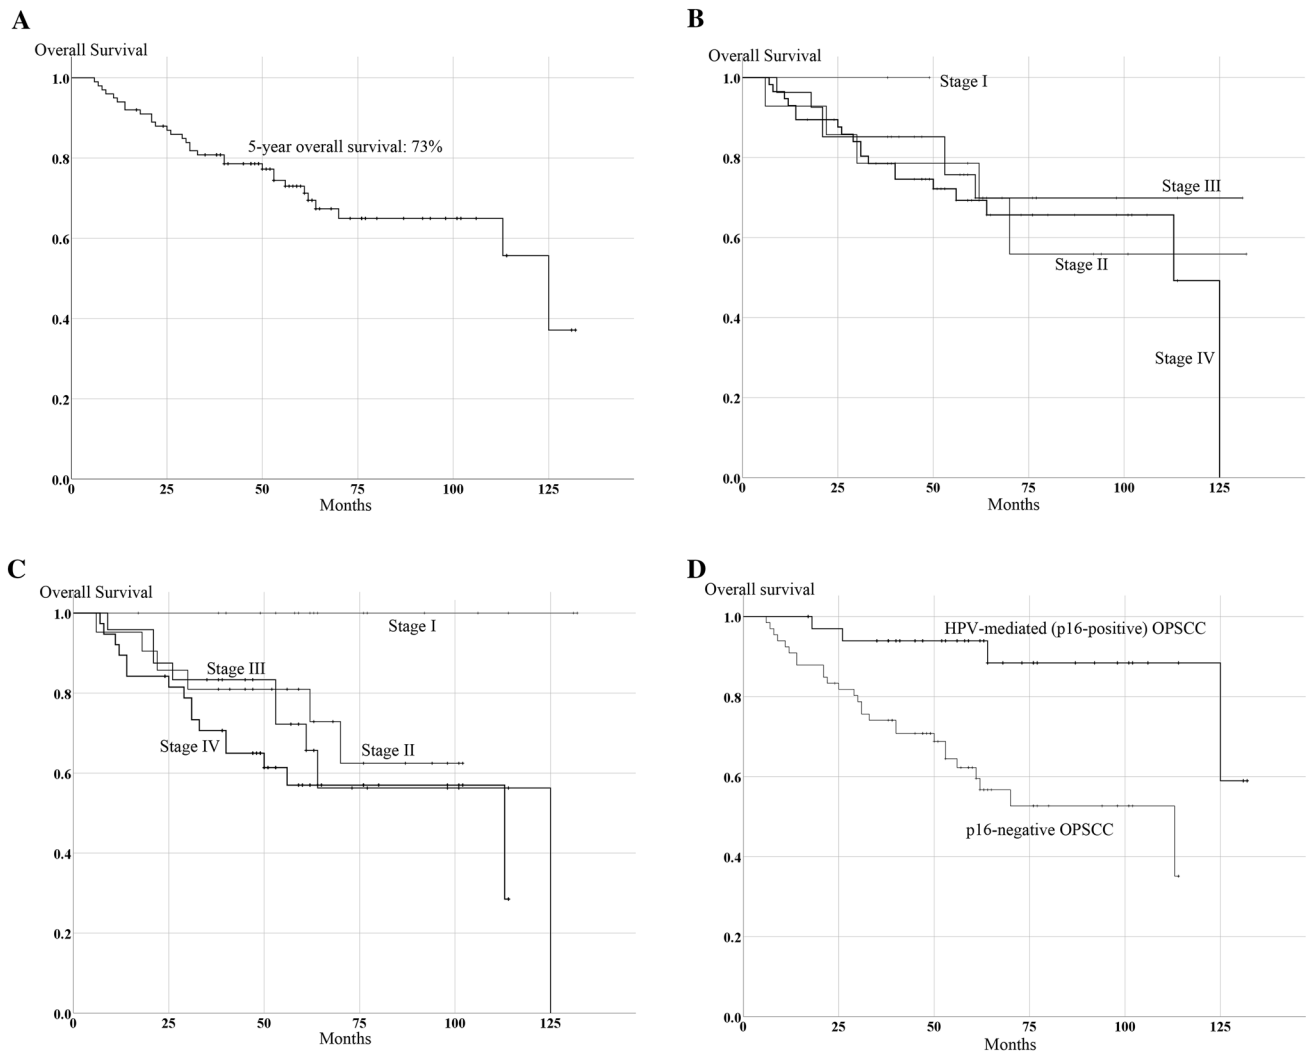 A
Overall Survival
1.0
0.8
0.6
0.4
0.2
0.0
5-year overall survival: 73%
0 25 50 75 100 125
Months
B
Overall Survival
1.0
0.8
0.6
0.4
0.2
0.0
Stage I
Stage III
Stage II
Stage IV
0 25 50 75 100 125
Months
C
Overall Survival
1.0
0.8
0.6
0.4
0.2
0.0
Stage I
Stage III
Stage IV
Stage II
0 25 50 75 100 125
Months
D
Overall survival
1.0
0.8
0.6
0.4
0.2
0.0
HPV-mediated (p16-positive) OPSCC
p16-negative OPSCC
0 25 50 75 100 125
Months